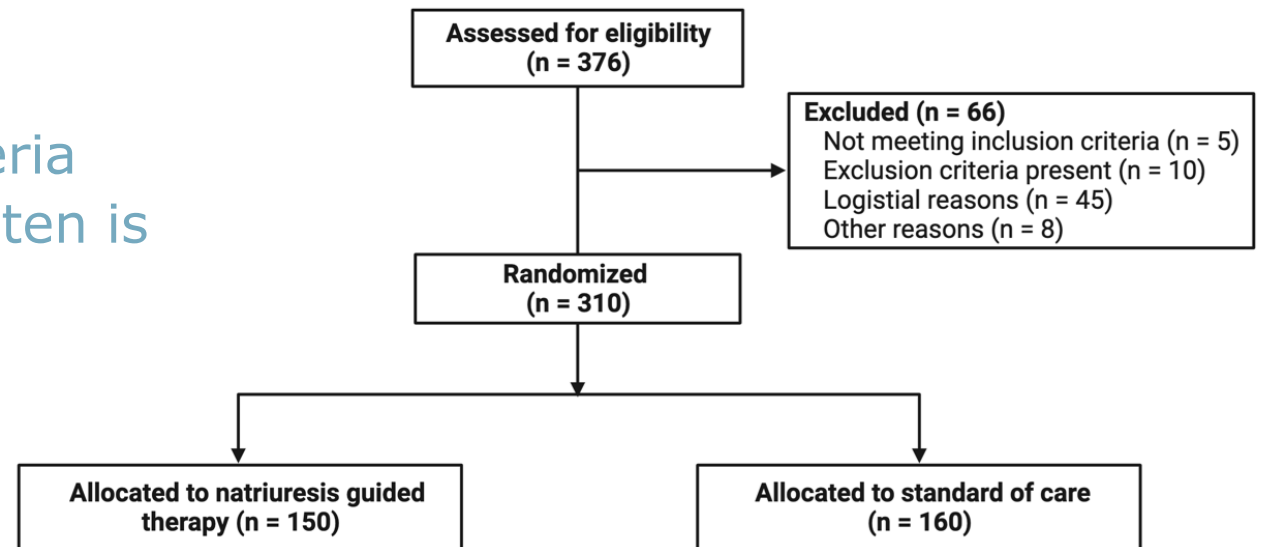 Assessed for eligibility
(n = 376)
Excluded (n = 66)
Not meeting inclusion criteria (n = 5)
Exclusion criteria present (n = 10)
Logistial reasons (n = 45)
Other reasons (n = 8)
eria
ten is
Randomized
(n = 310)
Allocated to natriuresis guided
therapy (n = 150)
Allocated to standard of care
(n = 160)